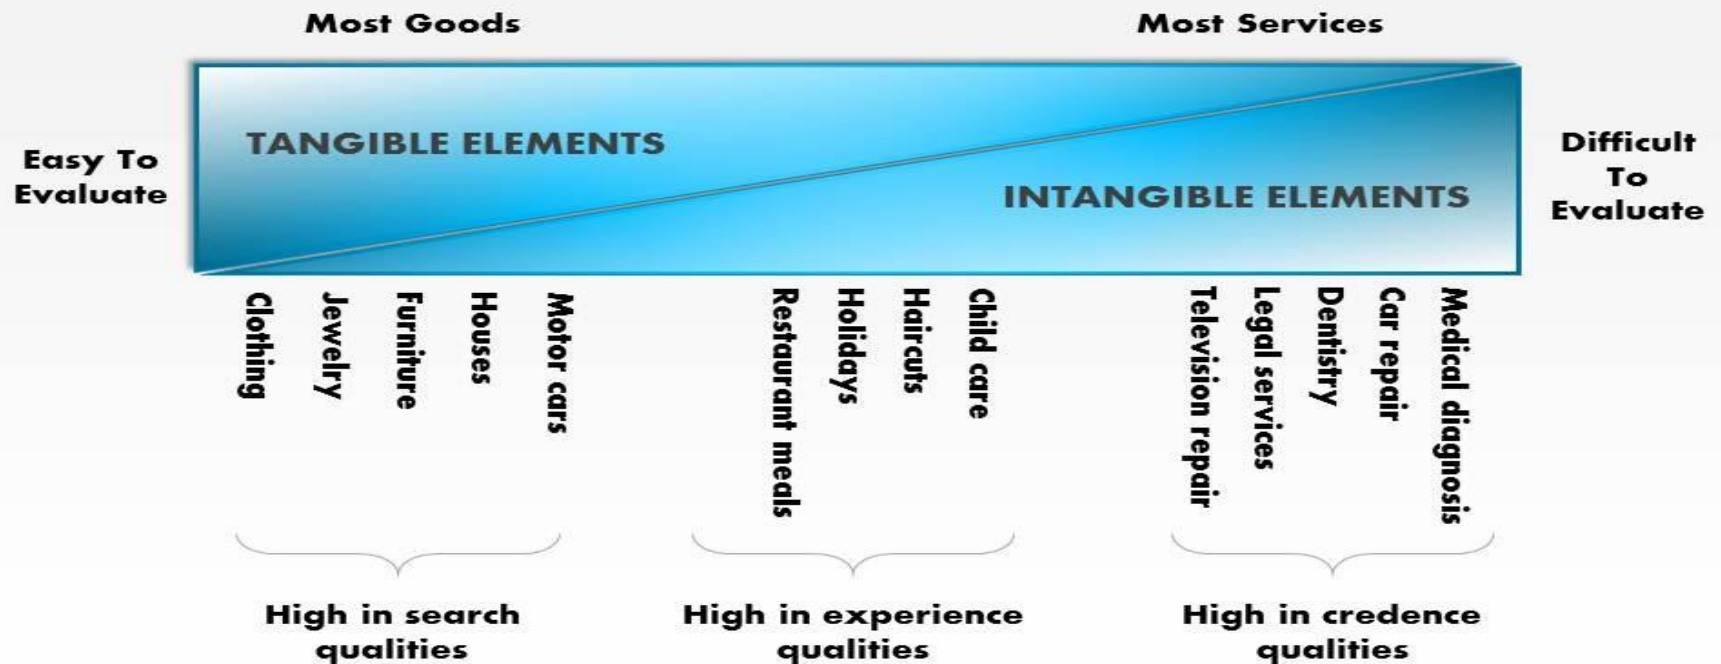 Most Goods
Most Services
TANGIBLE ELEMENTS
INTANGIBLE ELEMENTS
Easy To
Evaluate
Difficult
To
Evaluate
Clothing
Jewelry
Furniture
Houses
Motor cars
Restaurant meals
Holidays
Haircuts
Child care
Television repair
Legal services
Dentistry
Car repair
Medical diagnosis
High in search
qualities
High in experience
qualities
High in credence
qualities